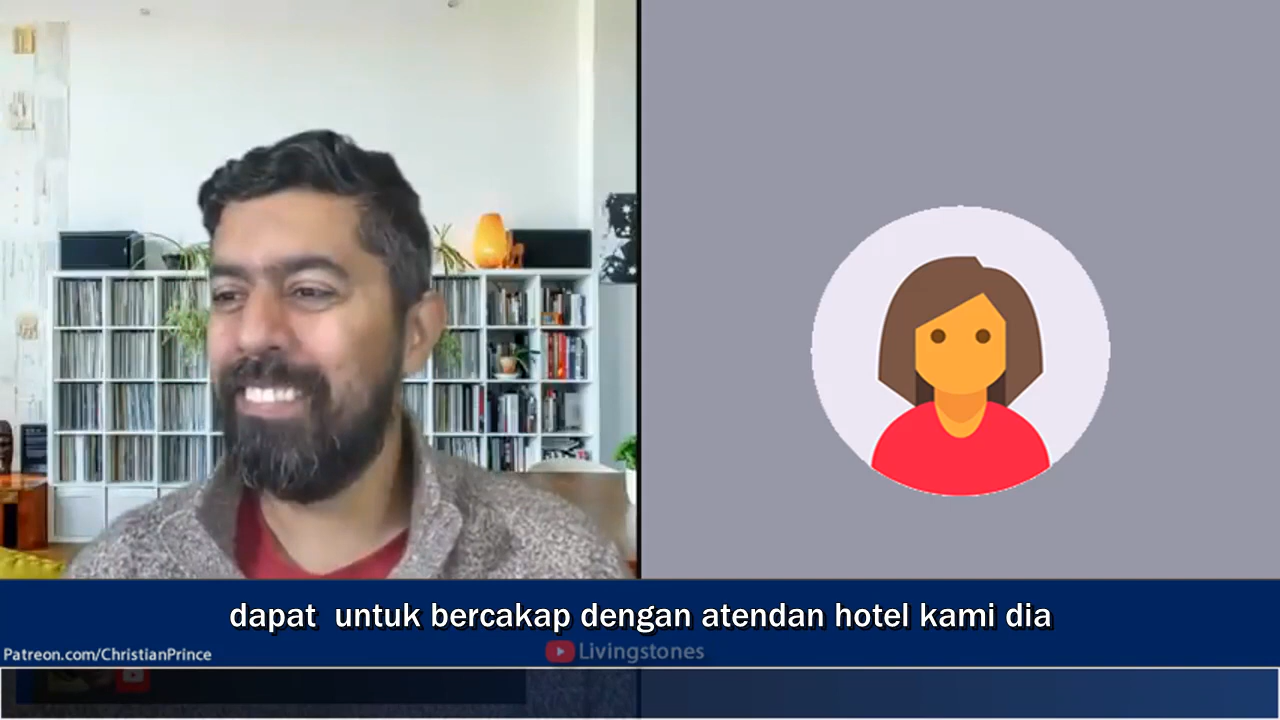 dapat  untuk bercakap dengan atendan hotel kami dia
Patreon.com/ChristianPrince
Livingstones